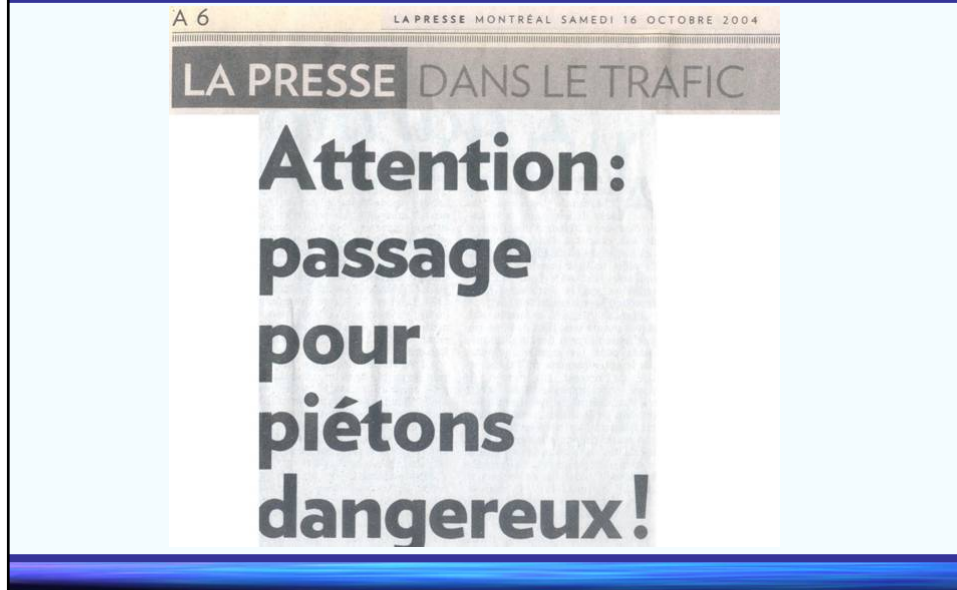 A 6
LA PRESSE MONTRÉAL SAMEDI 16 OCTOBRE 2004
LA PRESSE DANS LE TRAFIC
Attention:
passage
pour
piétons
dangereux!